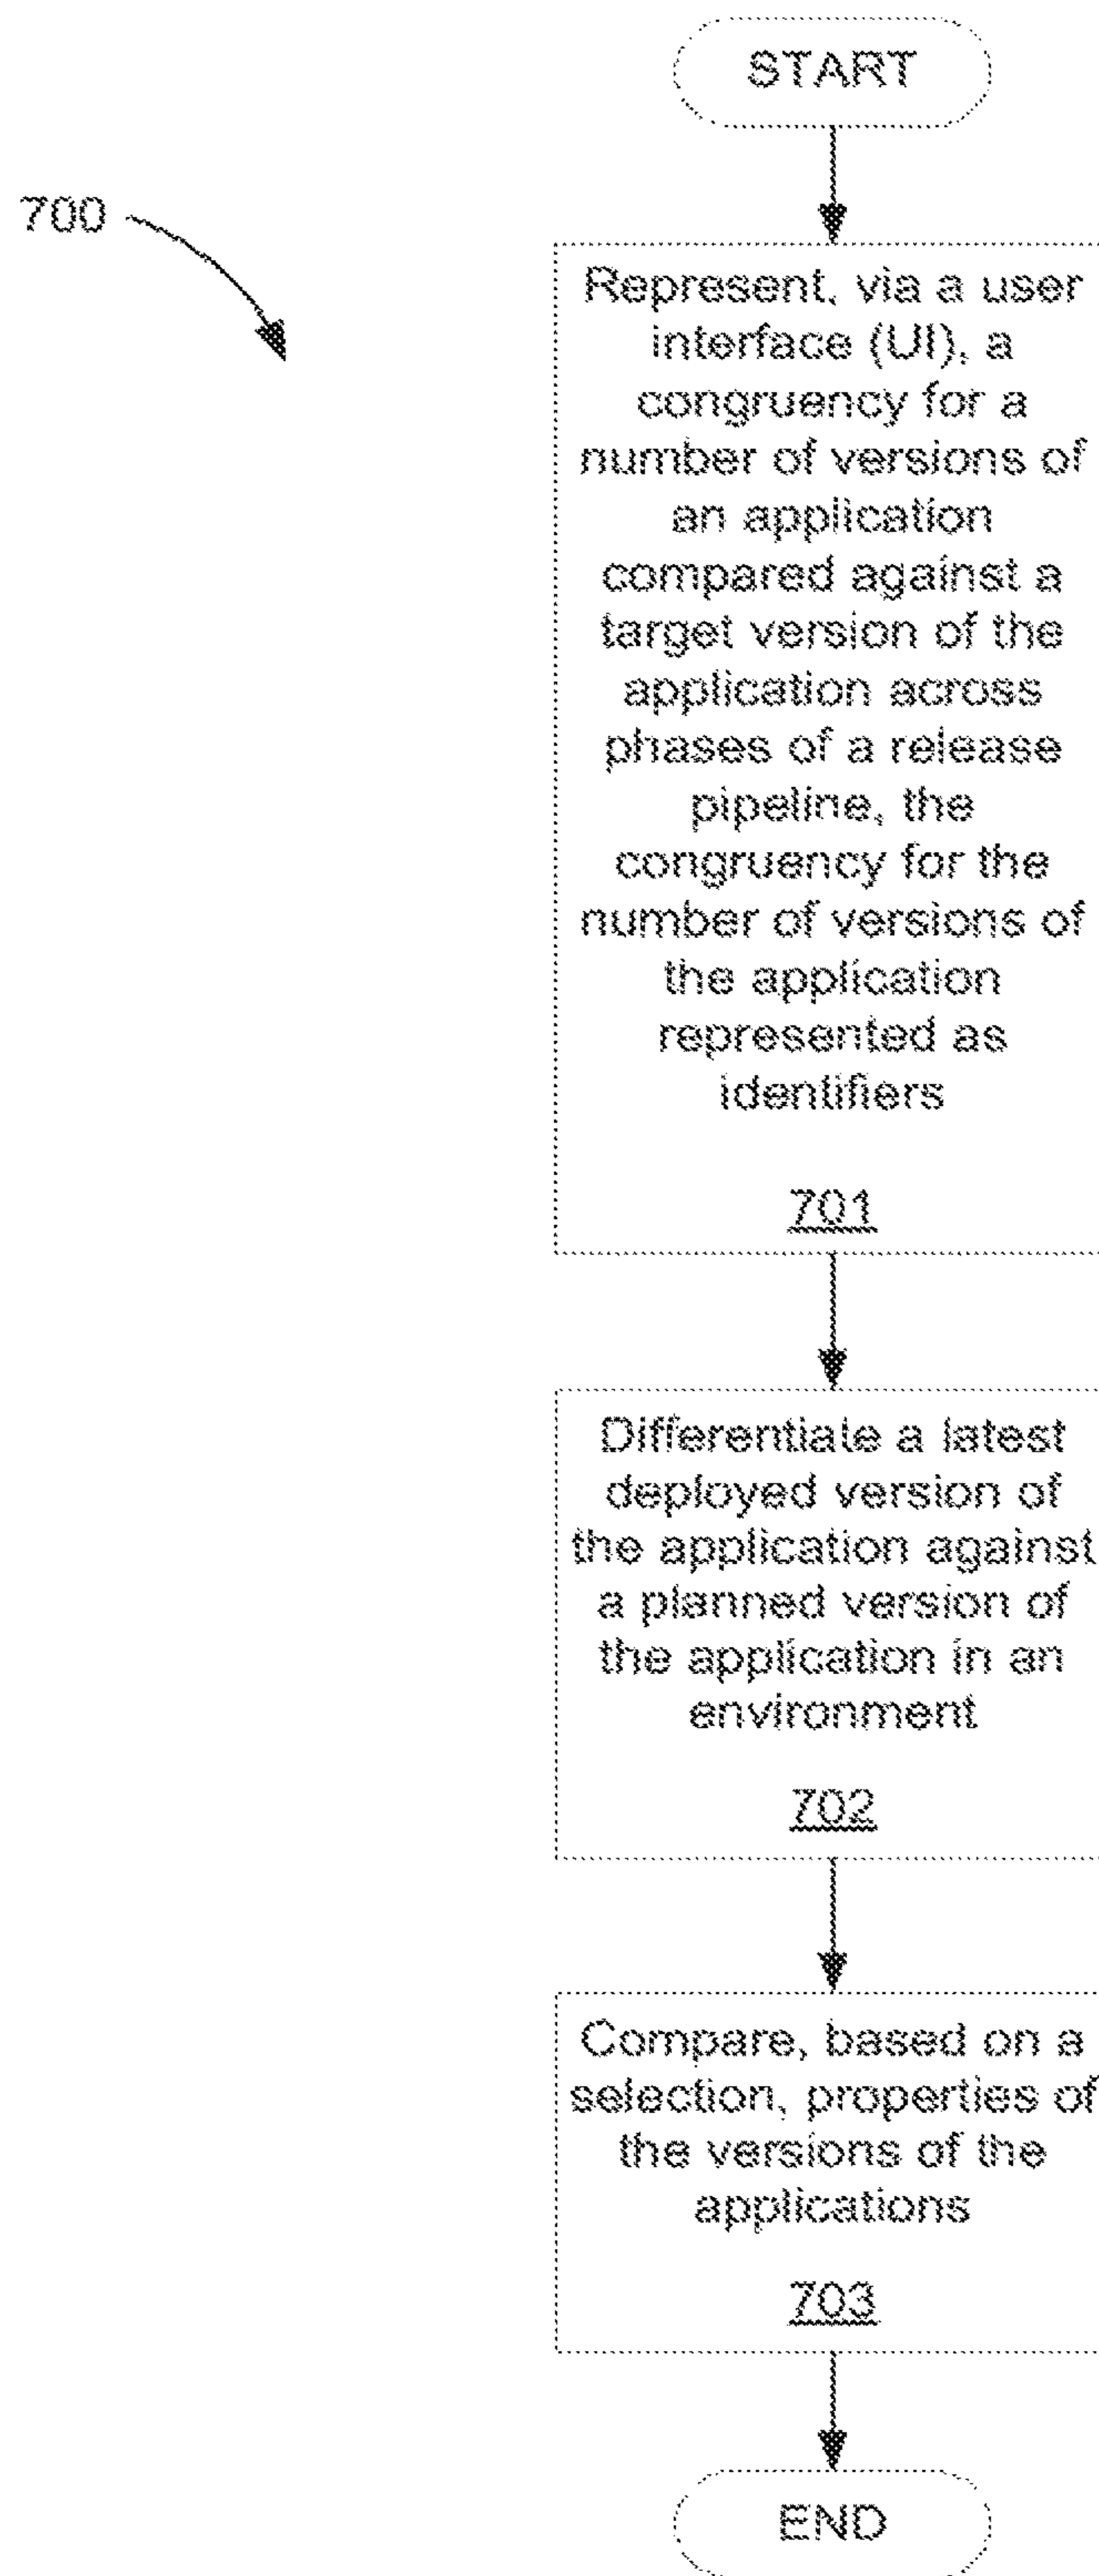 START
700
Represent, via a user
interface (UI), a
congruency for a
number of versions of
an application
compared against a
target version of the
application across
phases of a release
pipeline, the
congruency for the
number of versions of
the application
represented as
identifiers
701
Differentiate a latest
deployed version of
the application against
a planned version of
the application in an
environment
702
Compare, based on a
selection, properties of
the versions of the
applications
703
END